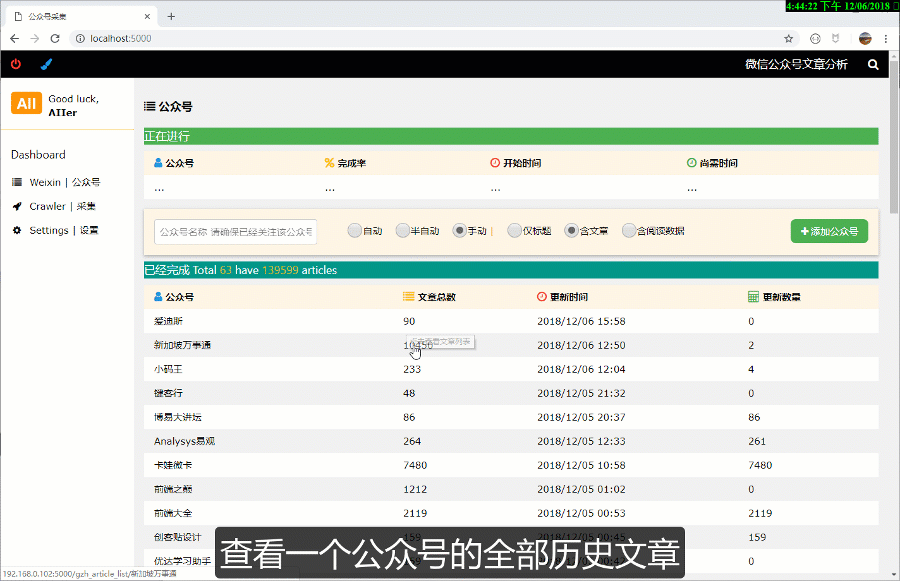 4:44:22 下午 12/06/2018
公众号采集
localhost:5000
微信公众号文章分析
AII
Good luck,
AIIer
Dashboard
Weixin | 公众号
Crawler | 采集
Settings | 设置
公众号
正在进行
公众号 完成率 开始时间 尚需时间
... ... ... ...
公众号名称 请确保已经关注该公众号 自动 半自动 手动 | 仅标题 含文章 含阅读数据 添加公众号
已经完成 Total 63 have 139599 articles
公众号 文章总数 更新时间 更新数量
爱迪斯 90 2018/12/06 15:58 0
新加坡万事通 10450 2018/12/06 12:50 2
点击查看文章列表
小码王 233 2018/12/06 12:04 4
键客行 48 2018/12/05 21:32 0
博易大讲坛 86 2018/12/05 20:37 86
Analysys易观 264 2018/12/05 12:33 261
卡娃微卡 7480 2018/12/05 10:58 7480
前端之巅 1212 2018/12/05 01:02 0
前端大全 2119 2018/12/05 00:53 2119
创客贴设计 159 2018/12/05 00:45 159
优达学习助手
查看一个公众号的全部历史文章
192.168.0.102:5000/gzh_article_list/新加坡万事通